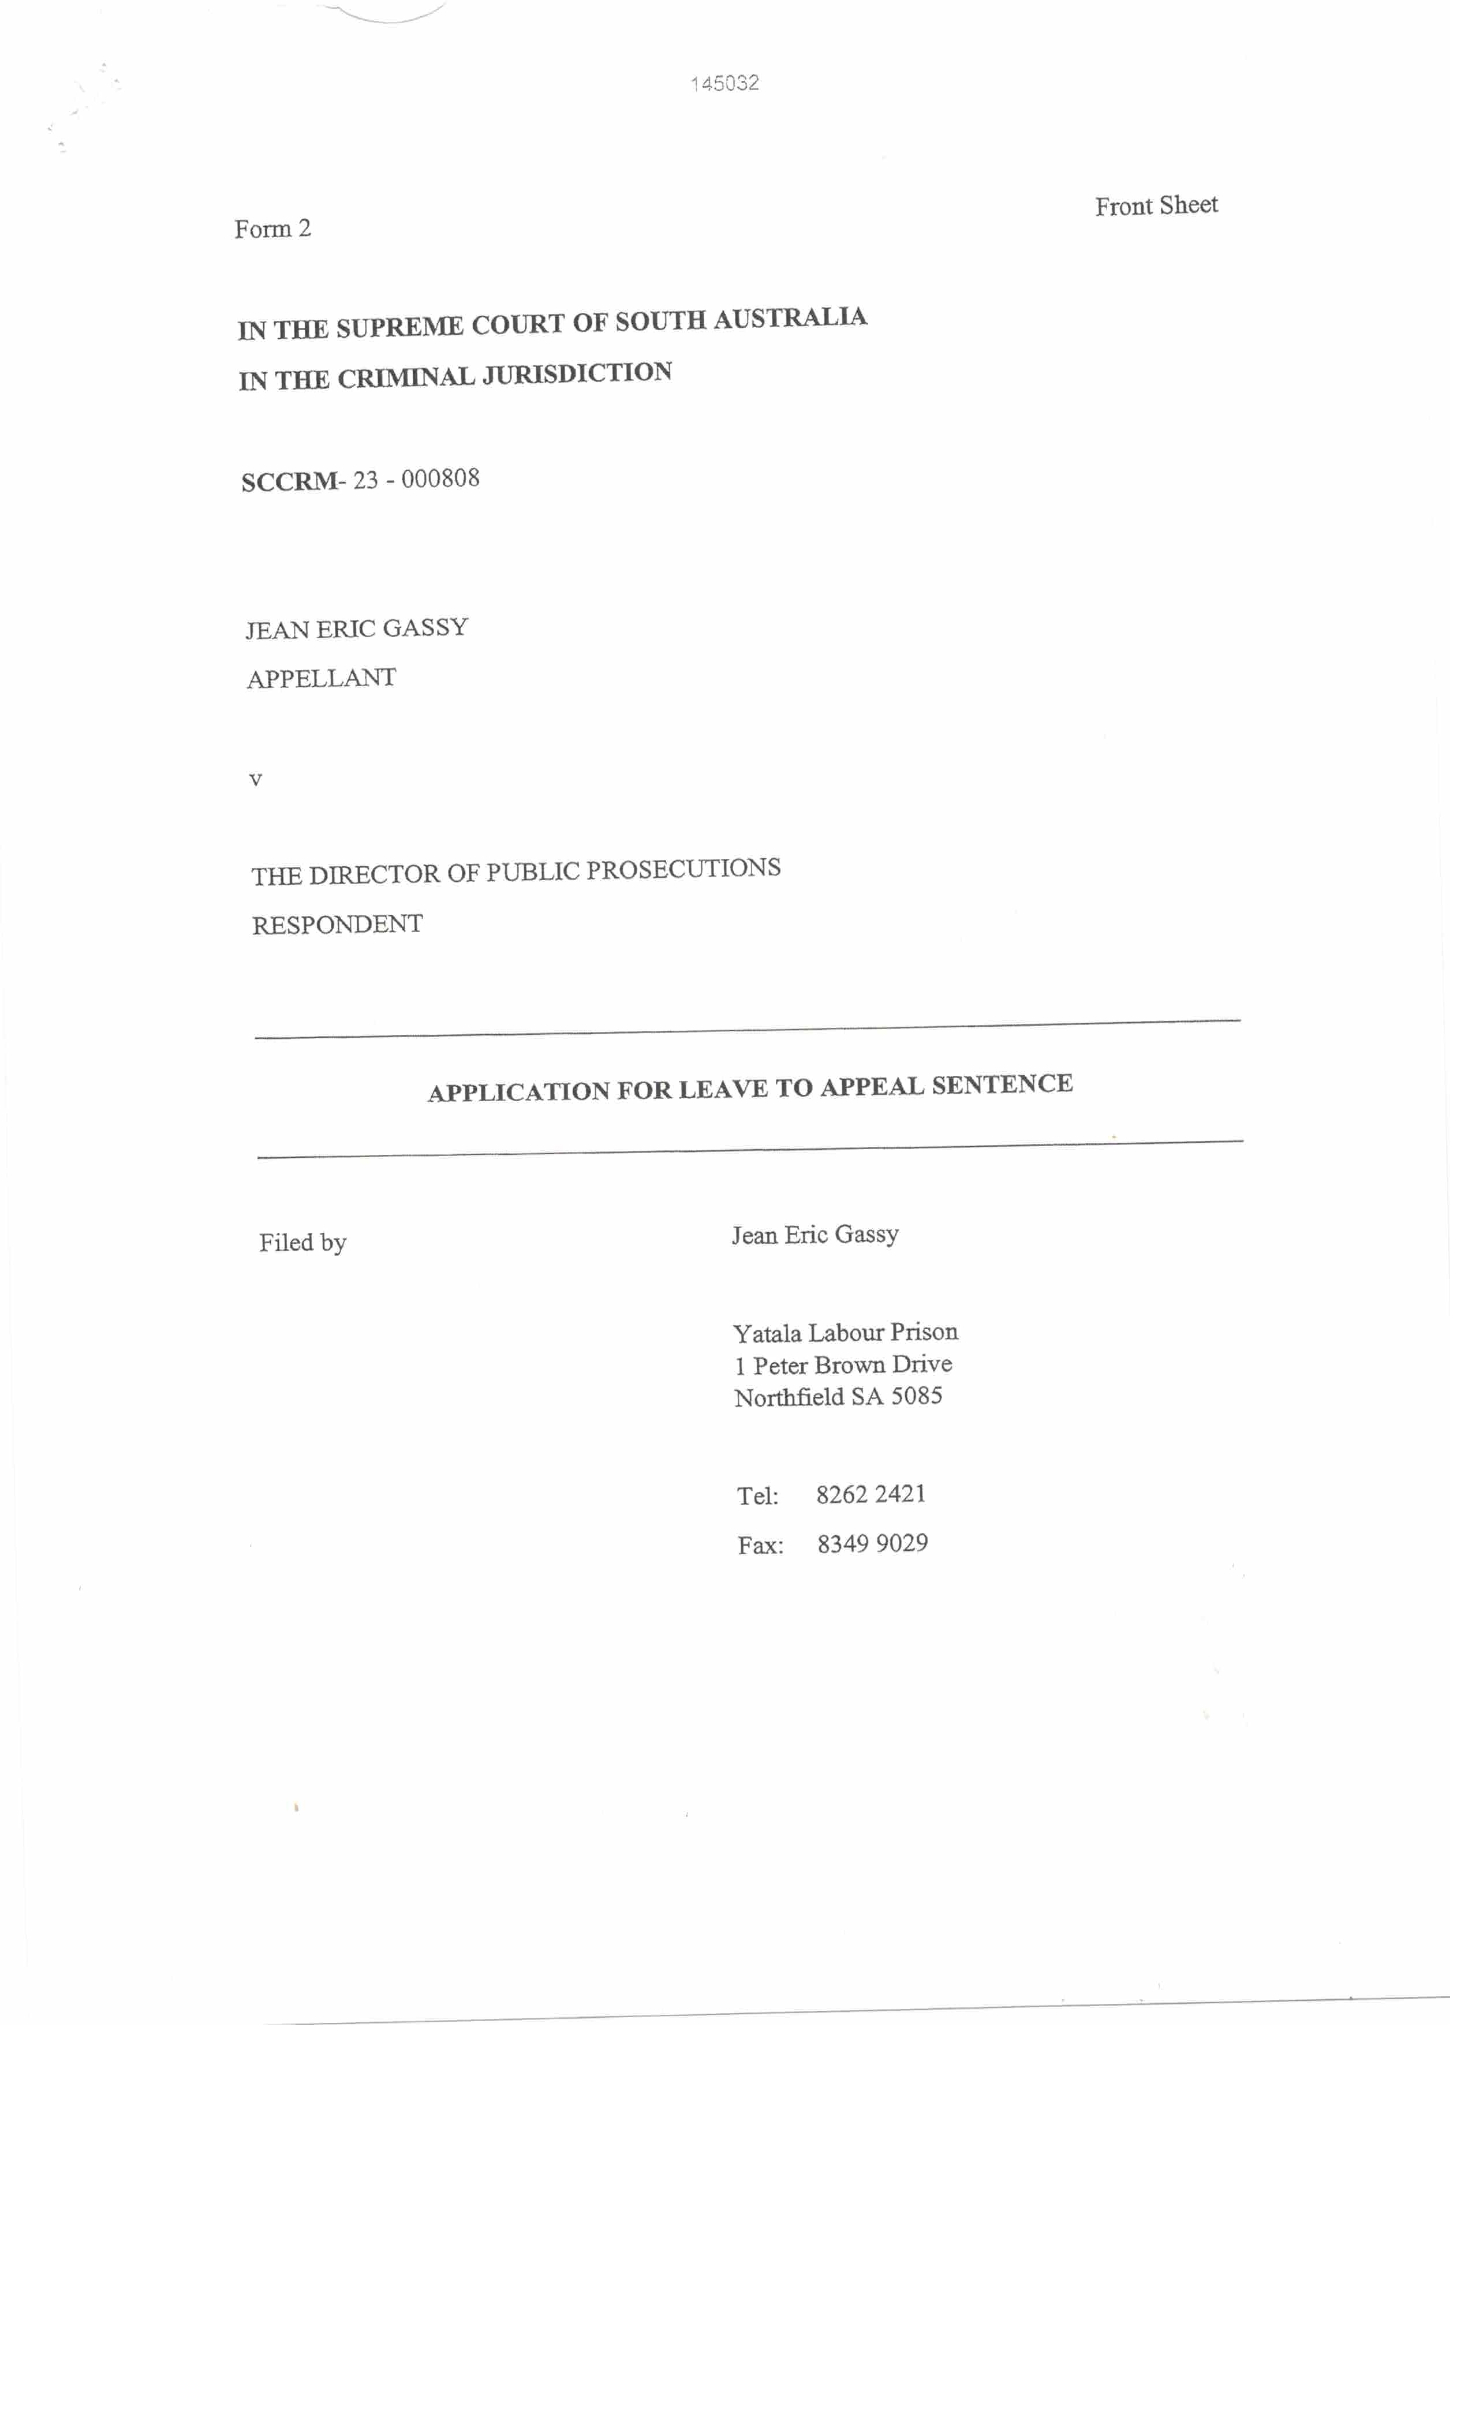 145032
Front Sheet
Form 2
IN THE SUPREME COURT OF SOUTH AUSTRALIA
IN THE CRIMINAL JURISDICTION
SCCRM- 23 - 000808
JEAN ERIC GASSY
APPELLANT
v
THE DIRECTOR OF PUBLIC PROSECUTIONS
RESPONDENT
APPLICATION FOR LEAVE TO APPEAL SENTENCE
Filed by Jean Eric Gassy
Yatala Labour Prison
1 Peter Brown Drive
Northfield SA 5085
Tel: 8262 2421
Fax: 8349 9029